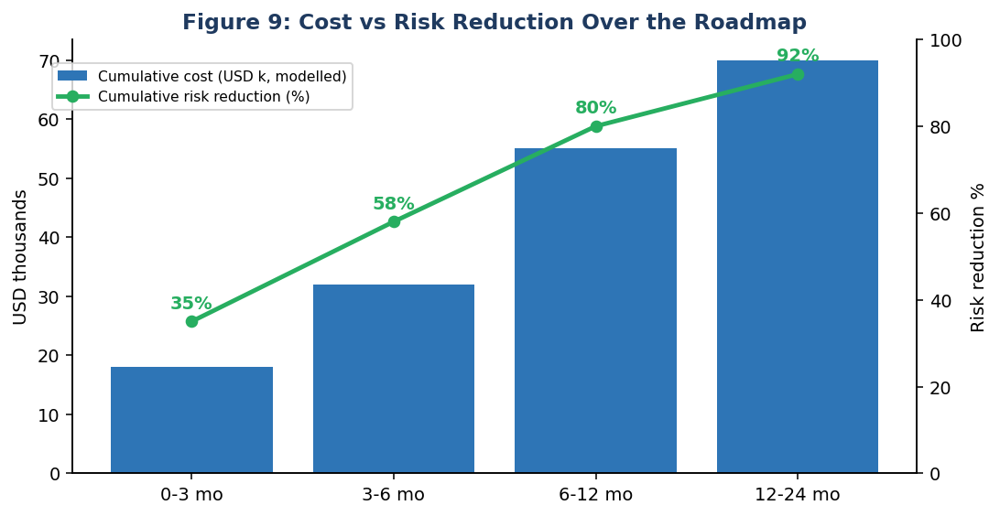 Figure 9: Cost vs Risk Reduction Over the Roadmap
Cumulative cost (USD k, modelled)
Cumulative risk reduction (%)
USD thousands
70
60
50
40
30
20
10
0
35%
58%
80%
92%
100
80
60
40
20
0
Risk reduction %
0-3 mo
3-6 mo
6-12 mo
12-24 mo